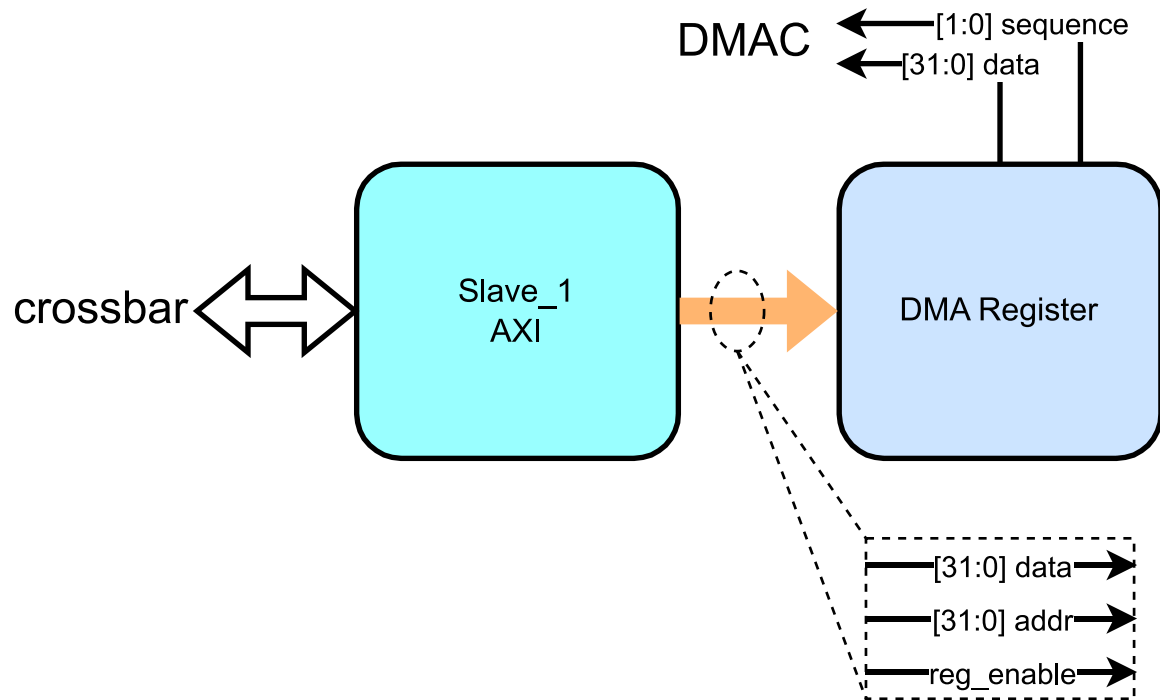 [1:0] sequence
DMAC
[31:0] data
crossbar
Slave_1
AXI
DMA Register
[31:0] data
[31:0] addr
reg_enable